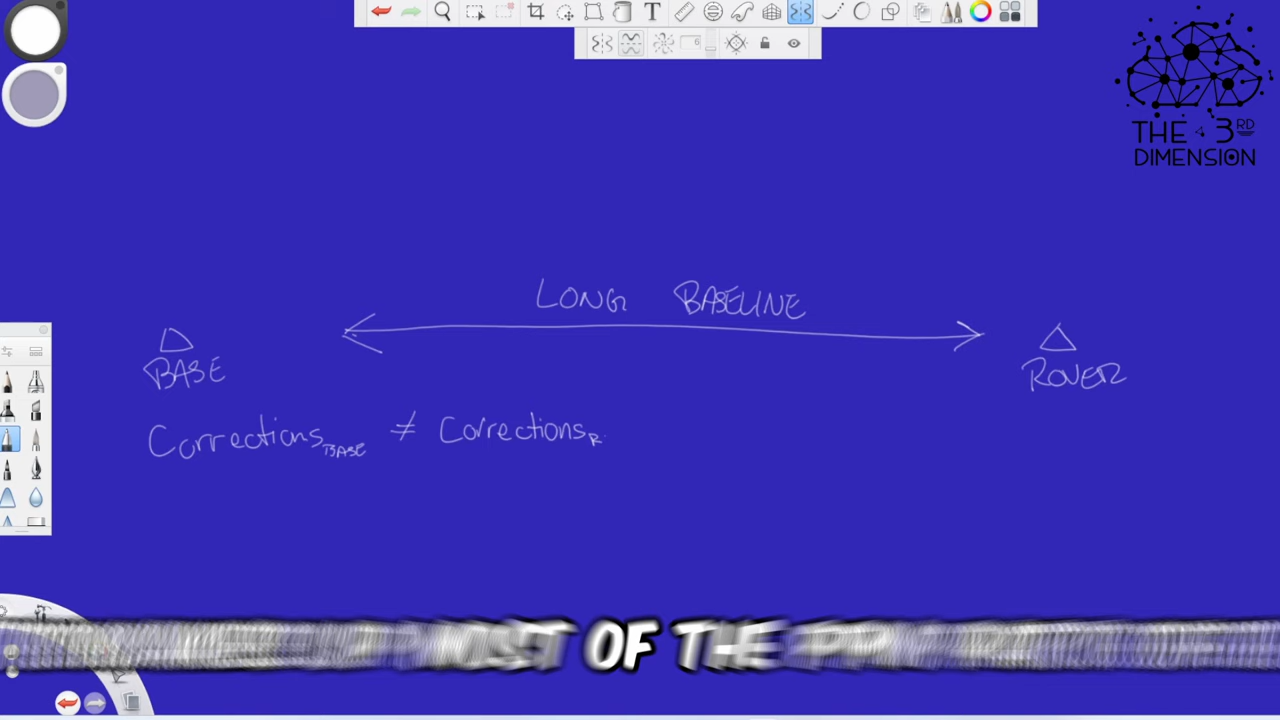 THE 3RD
DIMENSION
LONG BASELINE
BASE
ROVER
Corrections BASE ≠ Corrections R
OF THE